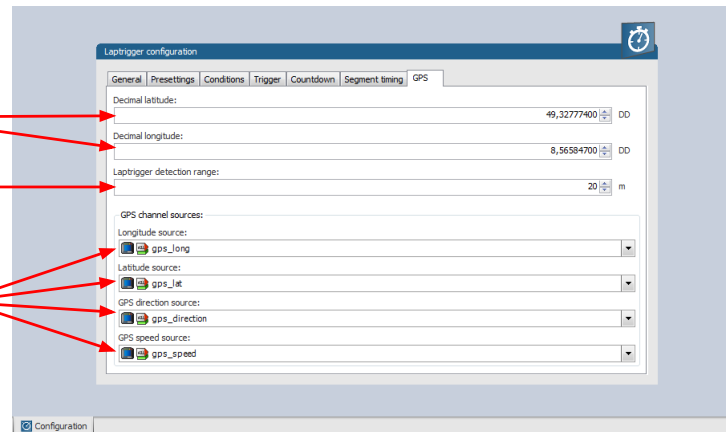 Laptrigger configuration
General Presettings Conditions Trigger Countdown Segment timing GPS
Decimal latitude:
49,32777400 DD
Decimal longitude:
8,56584700 DD
Laptrigger detection range:
20 m
GPS channel sources:
Longitude source:
gps_long
Latitude source:
gps_lat
GPS direction source:
gps_direction
GPS speed source:
gps_speed
Configuration